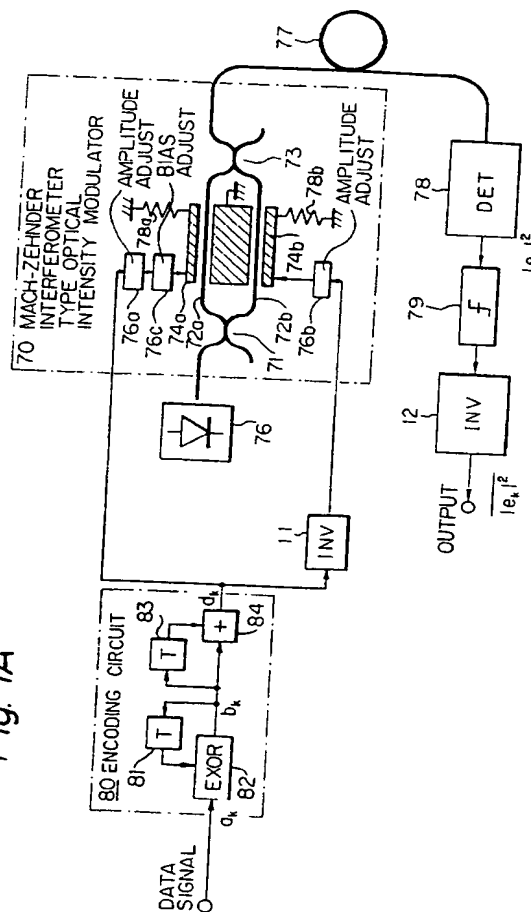 Fig. 1A
70 MACH-ZEHNDER
INTERFEROMETER
TYPE OPTICAL
INTENSITY MODULATOR
AMPLITUDE
ADJUST
BIAS
ADJUST
76a
76c
78a
74a
72a
73
77
71
72b
74b
78b
76b
AMPLITUDE
ADJUST
76
80 ENCODING CIRCUIT
81
T
83
T
d_k
+
84
b_k
EXOR
82
a_k
DATA
SIGNAL
11
INV
78
DET
79
12
INV
OUTPUT
|e_k|²